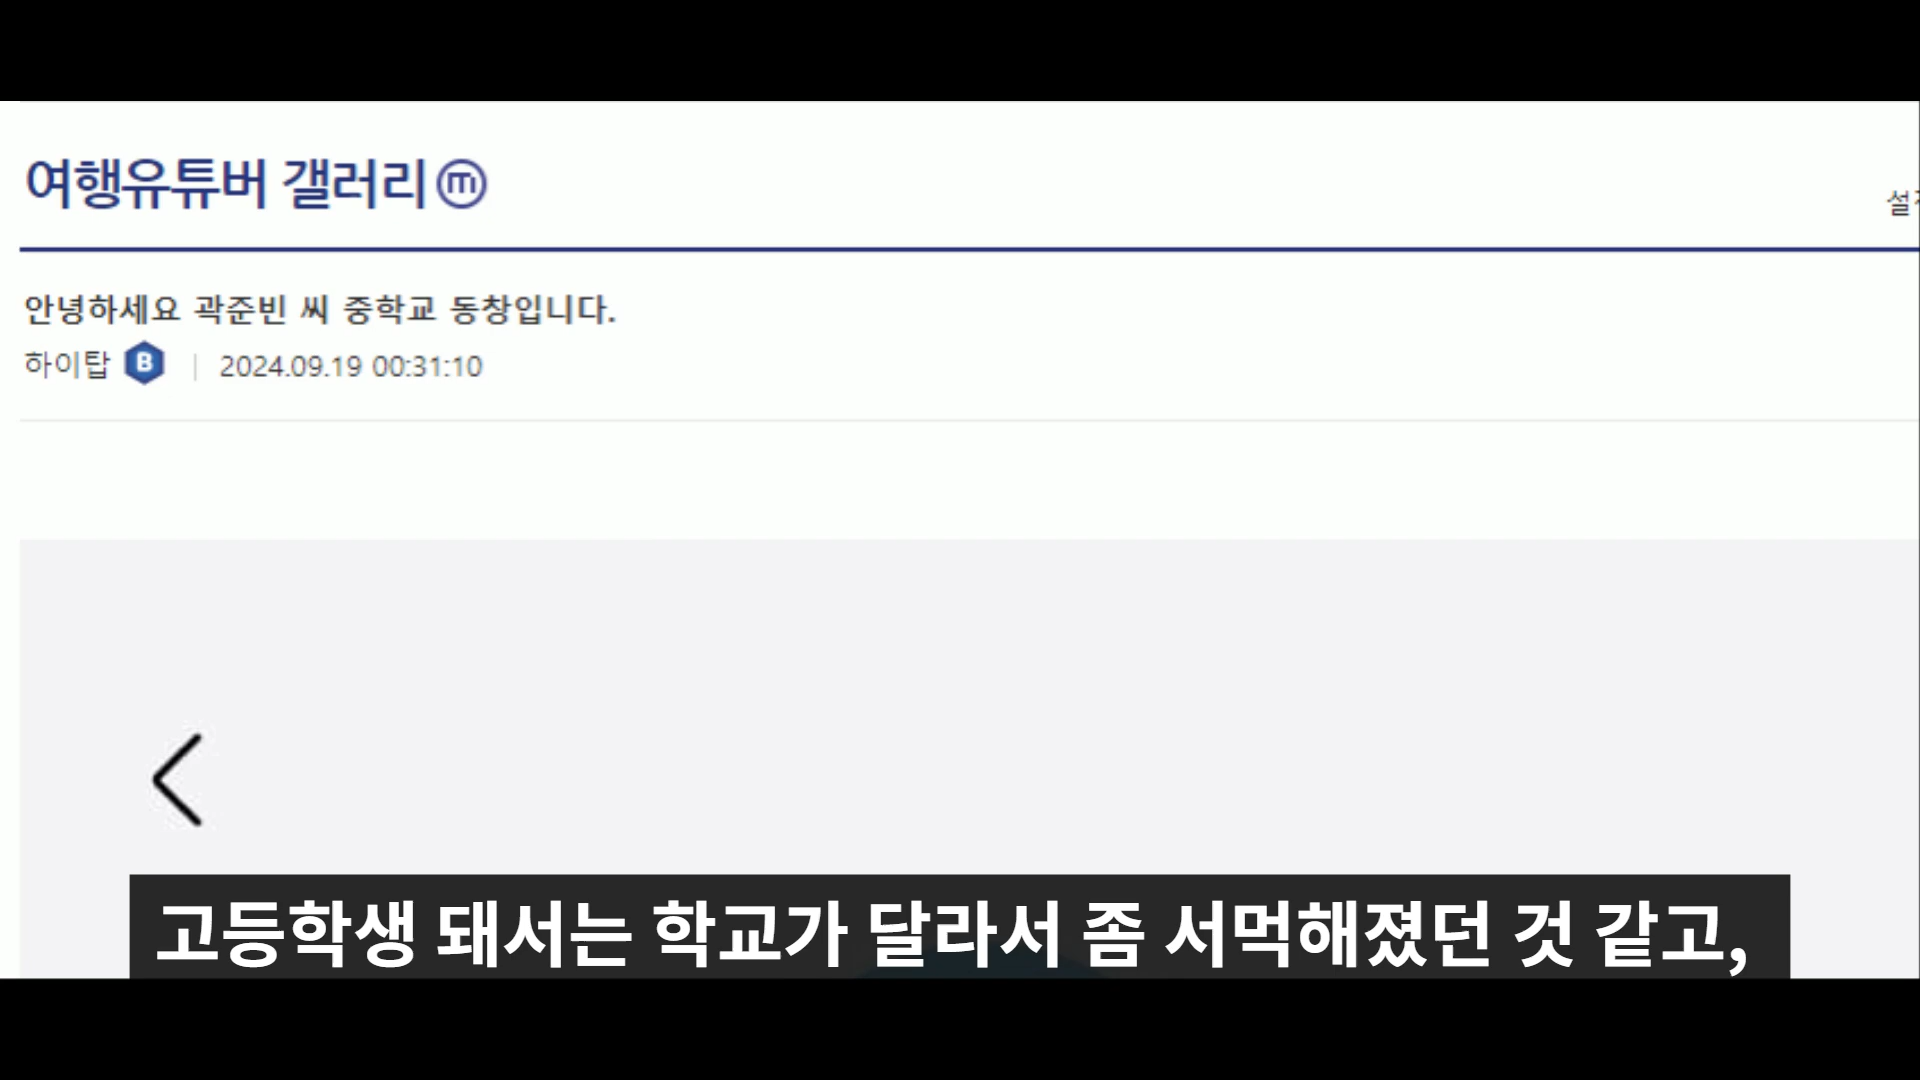 여행유튜버 갤러리ⓜ
안녕하세요 곽준빈 씨 중학교 동창입니다.
하이탑 B | 2024.09.19 00:31:10
고등학생 돼서는 학교가 달라서 좀 서먹해졌던 것 같고,